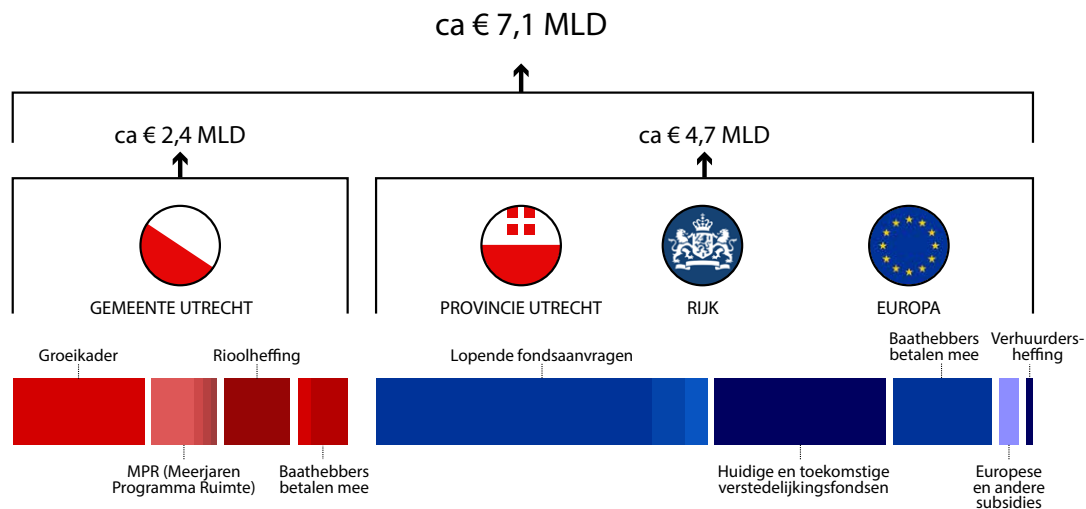 ca € 7,1 MLD
ca € 2,4 MLD
ca € 4,7 MLD
GEMEENTE UTRECHT
PROVINCIE UTRECHT
RIJK
EUROPA
Groeikader
Rioolheffing
Lopende fondsaanvragen
Baathebbers
betalen mee
Verhuurders-
heffing
MPR (Meerjaren
Programma Ruimte)
Baathebbers
betalen mee
Huidige en toekomstige
verstedelijkingsfondsen
Europese
en andere
subsidies